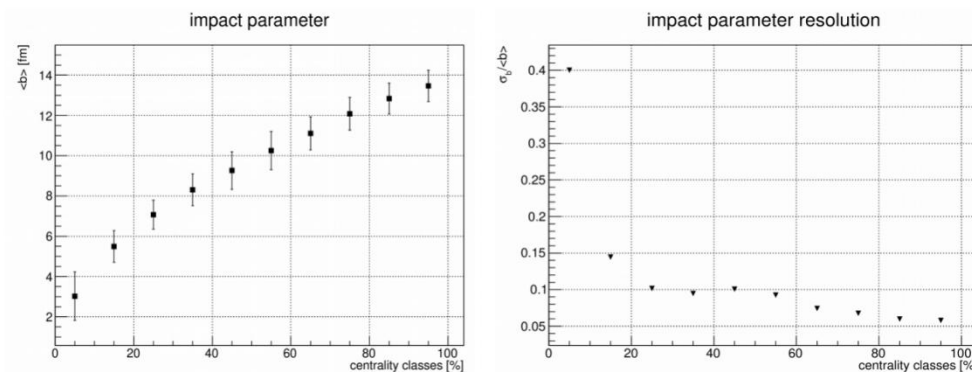 impact parameter
<b> [fm]
14
12
10
8
6
4
2
0 20 40 60 80 100
centrality classes [%]
impact parameter resolution
σb/<b>
0.4
0.35
0.3
0.25
0.2
0.15
0.1
0.05
0 20 40 60 80 100
centrality classes [%]